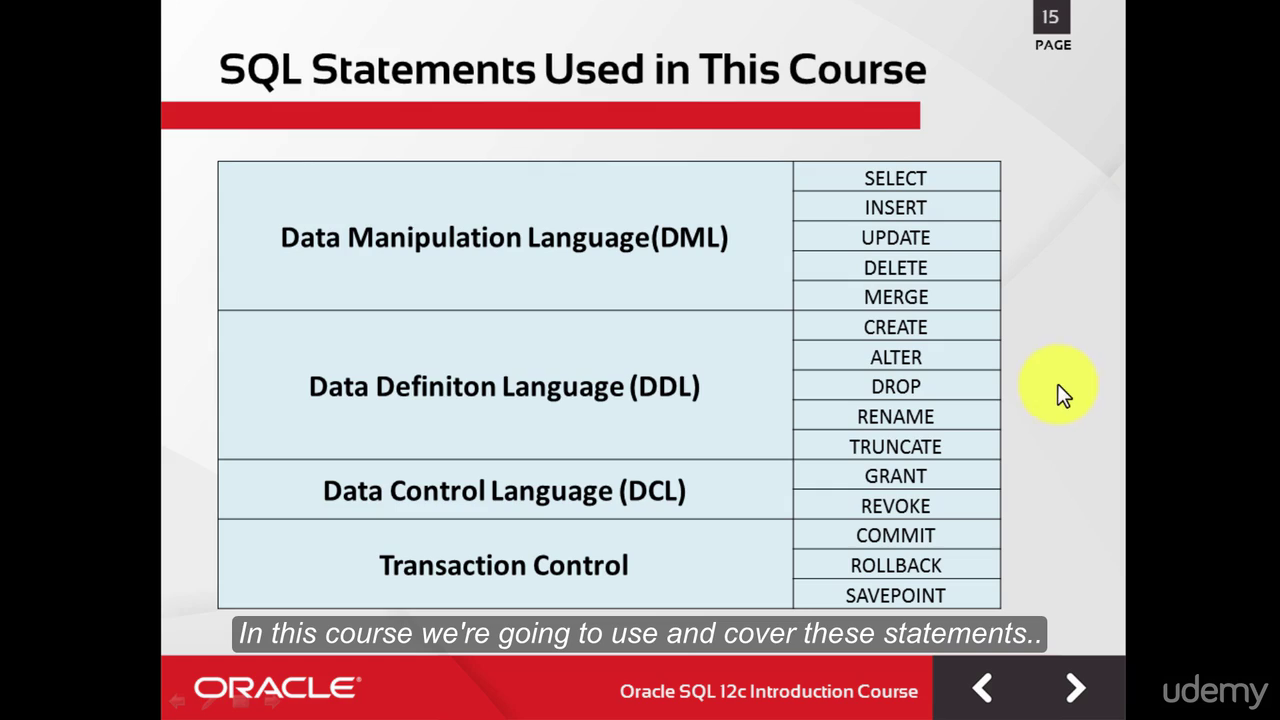 15
PAGE
SQL Statements Used in This Course
Data Manipulation Language(DML)
SELECT
INSERT
UPDATE
DELETE
MERGE
Data Definiton Language (DDL)
CREATE
ALTER
DROP
RENAME
TRUNCATE
Data Control Language (DCL)
GRANT
REVOKE
Transaction Control
COMMIT
ROLLBACK
SAVEPOINT
In this course we're going to use and cover these statements..
ORACLE®
Oracle SQL 12c Introduction Course
udemy